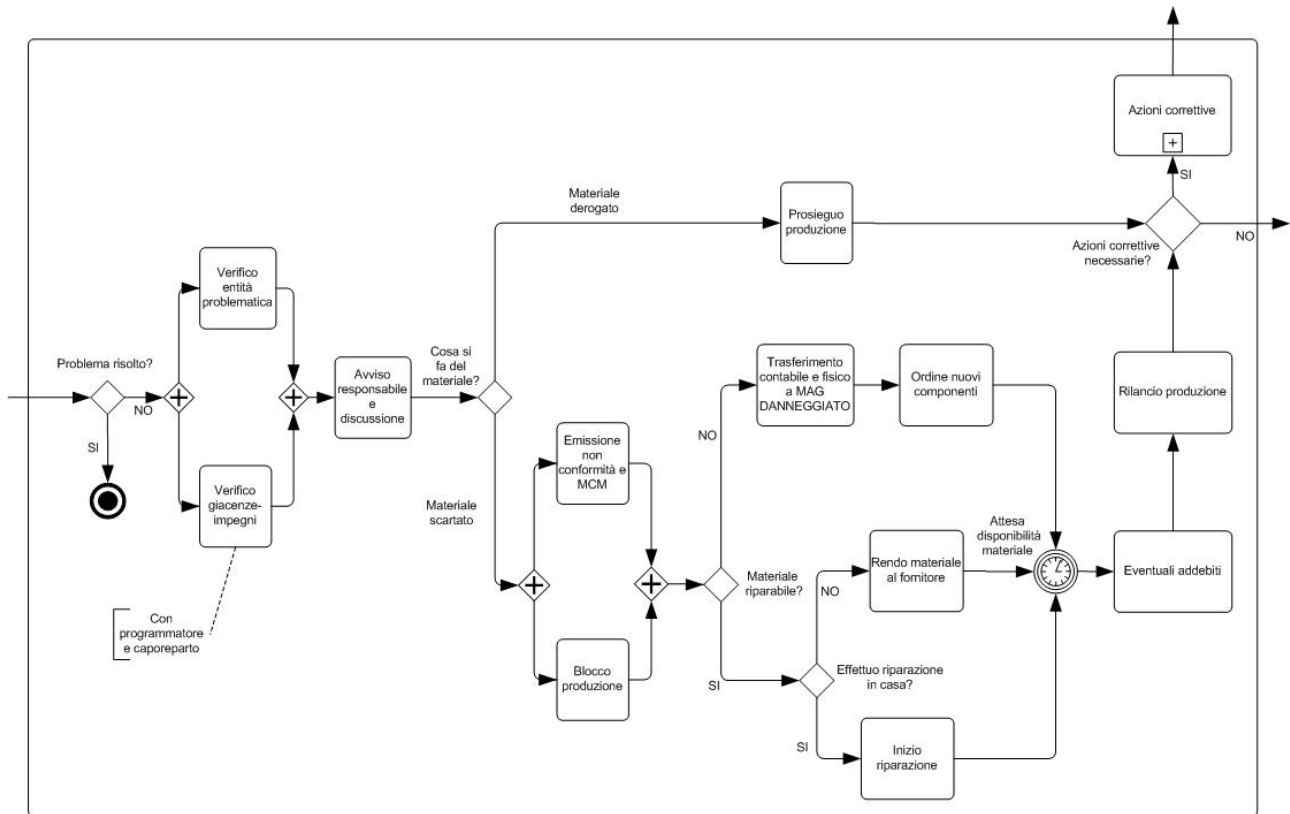 Azioni correttive
SI
Materiale
derogato
Prosieguo
produzione
Azioni correttive
necessarie?
NO
Verifico
entità
problematica
Problema risolto?
NO
SI
Avviso
responsabile
e
discussione
Cosa si
fa del
materiale?
Verifico
giacenze-
impegni
Con
programmatore
e caporeparto
Materiale
scartato
Emissione
non
conformità e
MCM
Blocco
produzione
Materiale
riparabile?
NO
SI
Trasferimento
contabile e fisico
a MAG
DANNEGGIATO
Ordine nuovi
componenti
Effettuo riparazione
in casa?
NO
SI
Rendo materiale
al fornitore
Inizio
riparazione
Attesa
disponibilità
materiale
Eventuali addebiti
Rilancio produzione